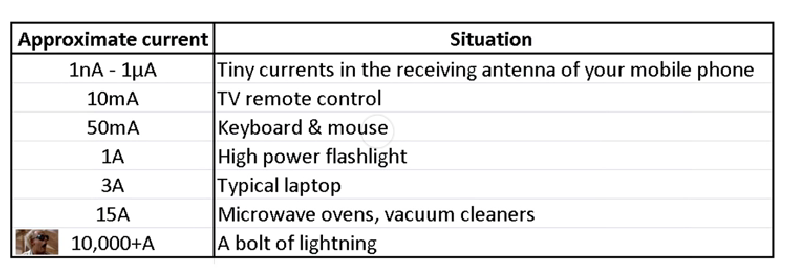 Approximate current Situation
1nA - 1µA Tiny currents in the receiving antenna of your mobile phone
10mA TV remote control
50mA Keyboard & mouse
1A High power flashlight
3A Typical laptop
15A Microwave ovens, vacuum cleaners
10,000+A A bolt of lightning